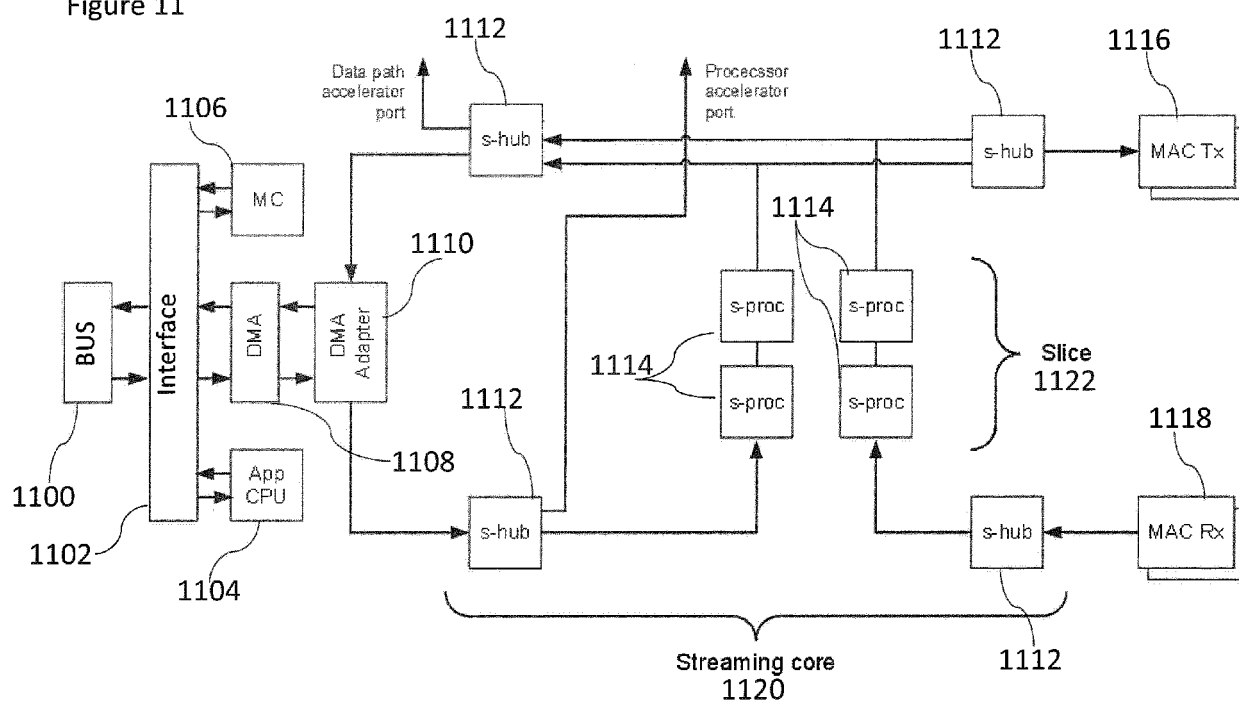 Figure 11
1112
1112
1116
Data path
accelerator
port
Procecssor
accelerator
port
1106
s-hub
s-hub
MAC Tx
MC
1114
1110
BUS
Interface
DMA
DMA
Adapter
s-proc
s-proc
Slice
1122
1114
s-proc
s-proc
1112
1118
1108
App
CPU
1100
s-hub
s-hub
MAC Rx
1102
1104
1112
Streaming core
1120